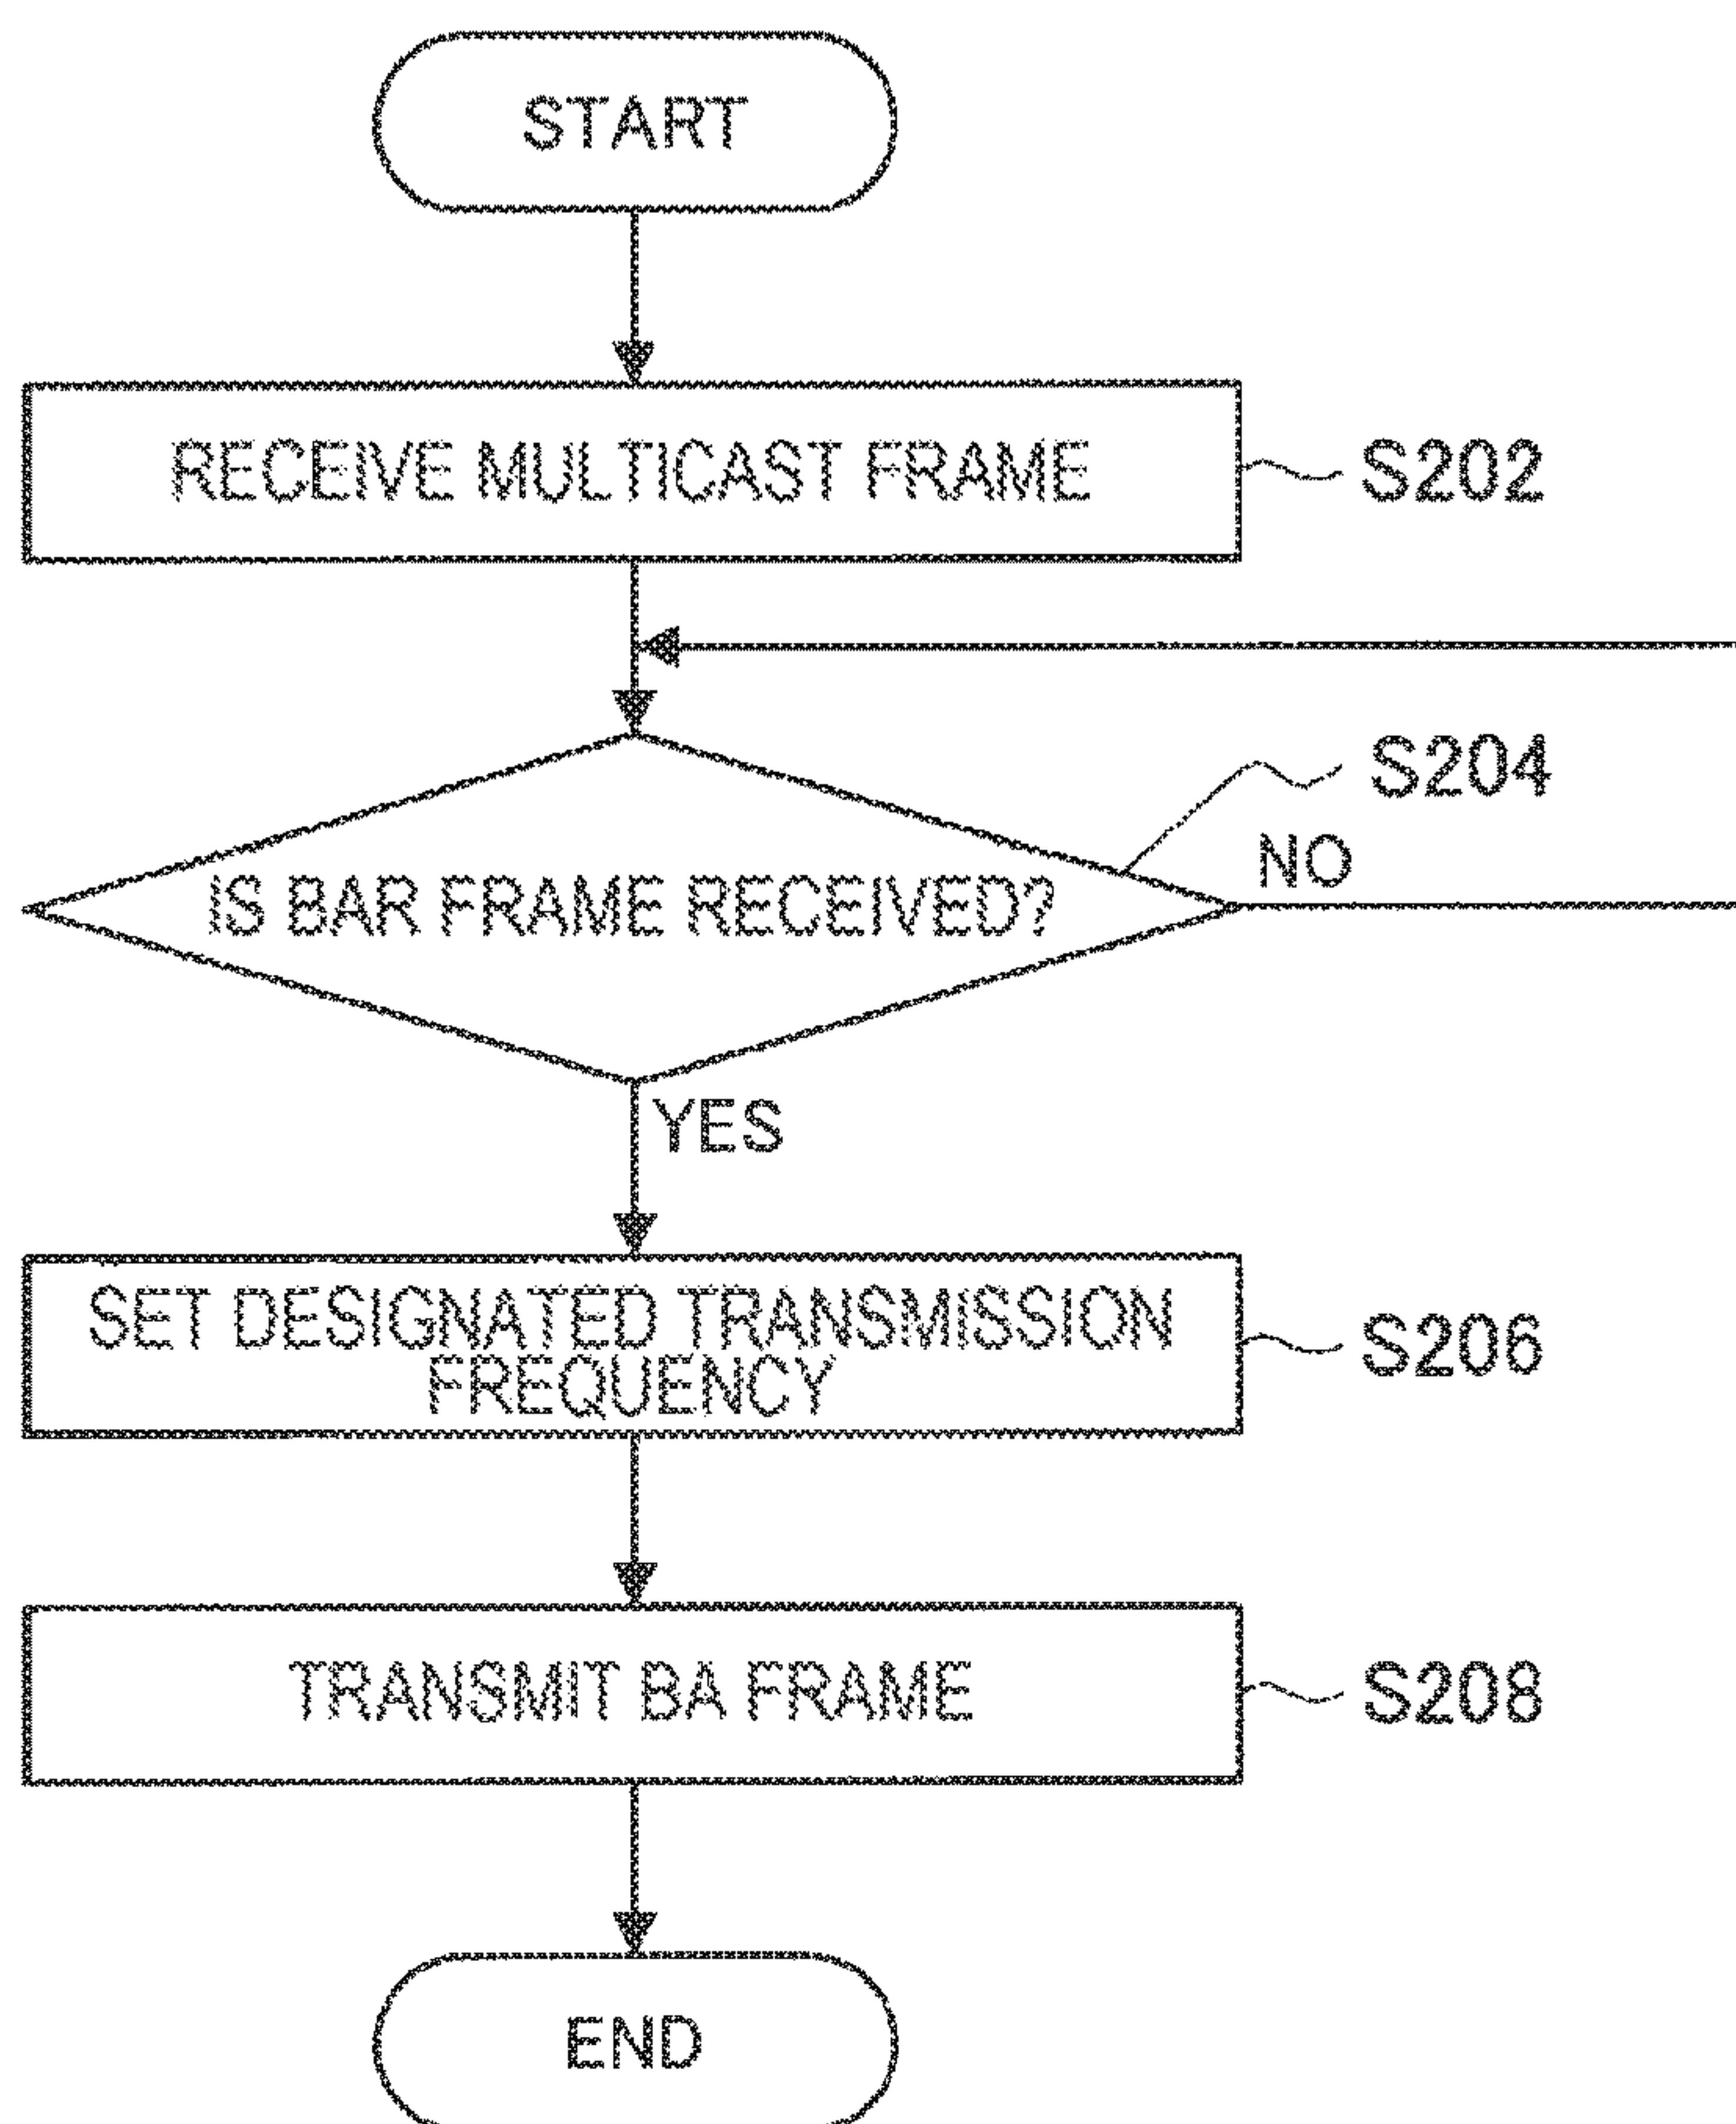 START
RECEIVE MULTICAST FRAME
S202
S204
NO
IS BAR FRAME RECEIVED?
YES
SET DESIGNATED TRANSMISSION
FREQUENCY
S206
TRANSMIT BA FRAME
S208
END